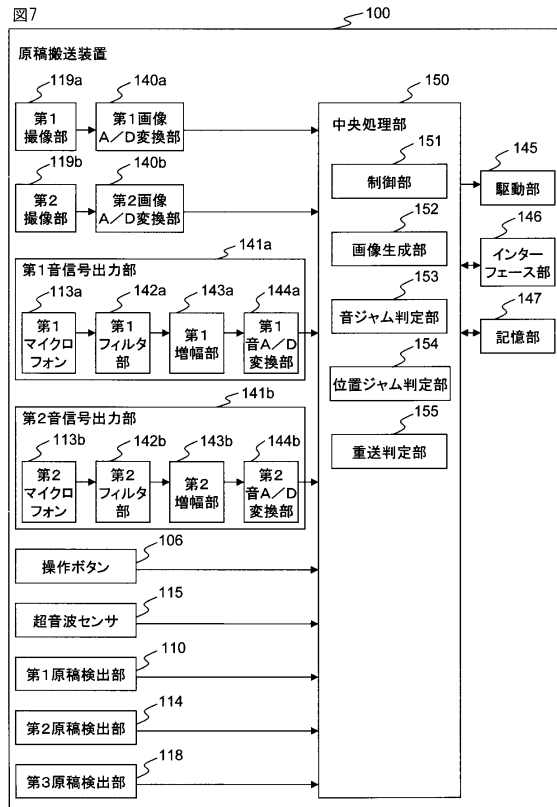 図7
100
原稿搬送装置
119a
第1
撮像部
140a
第1画像
A/D変換部
119b
第2
撮像部
140b
第2画像
A/D変換部
141a
第1音信号出力部
113a
第1
マイクロ
フォン
142a
第1
フィルタ
部
143a
第1
増幅部
144a
第1
音A/D
変換部
141b
第2音信号出力部
113b
第2
マイクロ
フォン
142b
第2
フィルタ
部
143b
第2
増幅部
144b
第2
音A/D
変換部
106
操作ボタン
115
超音波センサ
110
第1原稿検出部
114
第2原稿検出部
118
第3原稿検出部
150
中央処理部
151
制御部
152
画像生成部
153
音ジャム判定部
154
位置ジャム判定部
155
重送判定部
145
駆動部
146
インター
フェース部
147
記憶部